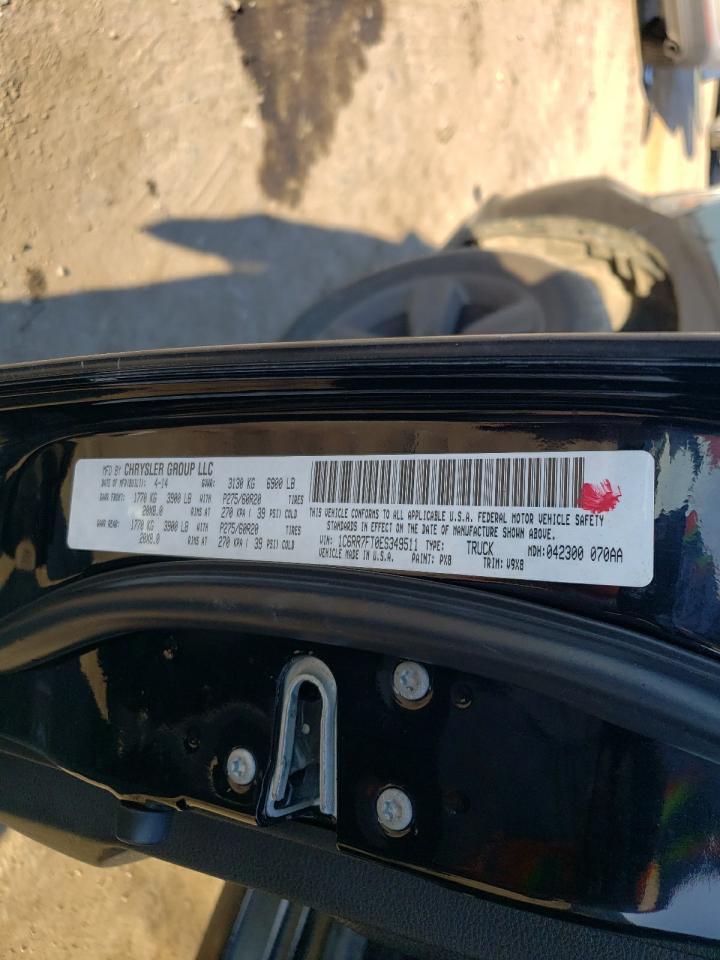 MFD BY CHRYSLER GROUP LLC
DATE OF MFR: 4-14 GVWR: 3130 KG 6900 LB
GAWR FRONT: 1770 KG 3900 LB WITH P275/60R20 TIRES
20X8.0 RIMS AT 270 KPA ( 39 PSI) COLD
GAWR REAR: 1770 KG 3900 LB WITH P275/60R20 TIRES
20X8.0 RIMS AT 270 KPA ( 39 PSI) COLD
THIS VEHICLE CONFORMS TO ALL APPLICABLE U.S.A. FEDERAL MOTOR VEHICLE SAFETY
STANDARDS IN EFFECT ON THE DATE OF MANUFACTURE SHOWN ABOVE.
VIN: 1C6RR7FT0ES349511 TYPE: TRUCK MDH: 042300 070AA
VEHICLE MADE IN U.S.A. PAINT: PX8 TRIM: V9X8